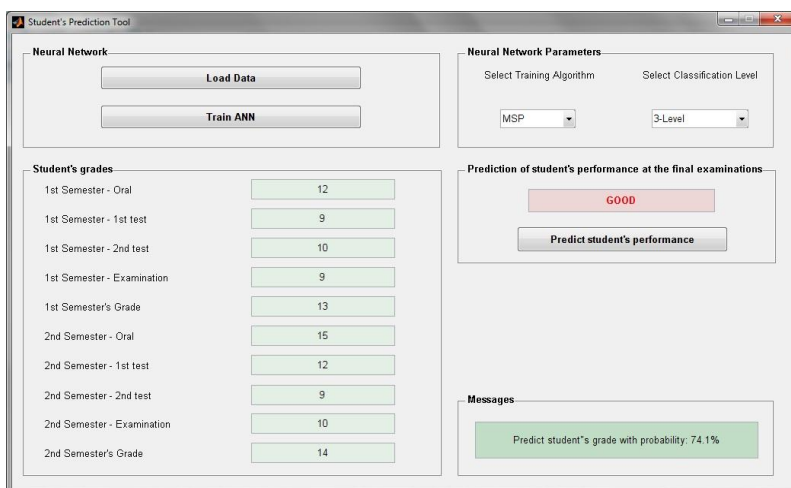 Student's Prediction Tool
Neural Network
Load Data
Train ANN
Neural Network Parameters
Select Training Algorithm
Select Classification Level
MSP
3-Level
Student's grades
1st Semester - Oral 12
1st Semester - 1st test 9
1st Semester - 2nd test 10
1st Semester - Examination 9
1st Semester's Grade 13
2nd Semester - Oral 15
2nd Semester - 1st test 12
2nd Semester - 2nd test 9
2nd Semester - Examination 10
2nd Semester's Grade 14
Prediction of student's performance at the final examinations
GOOD
Predict student's performance
Messages
Predict student"s grade with probability: 74.1%